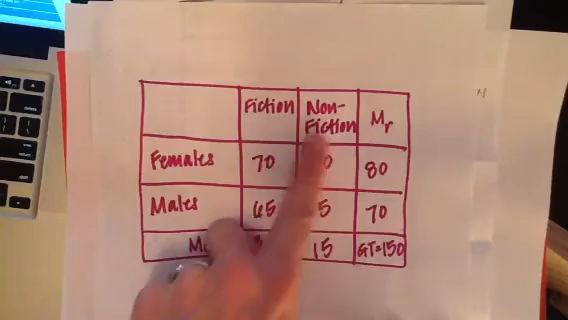 Fiction
Non-
Fiction
Mr
Females
70
80
Males
65
5
70
15
GT=150